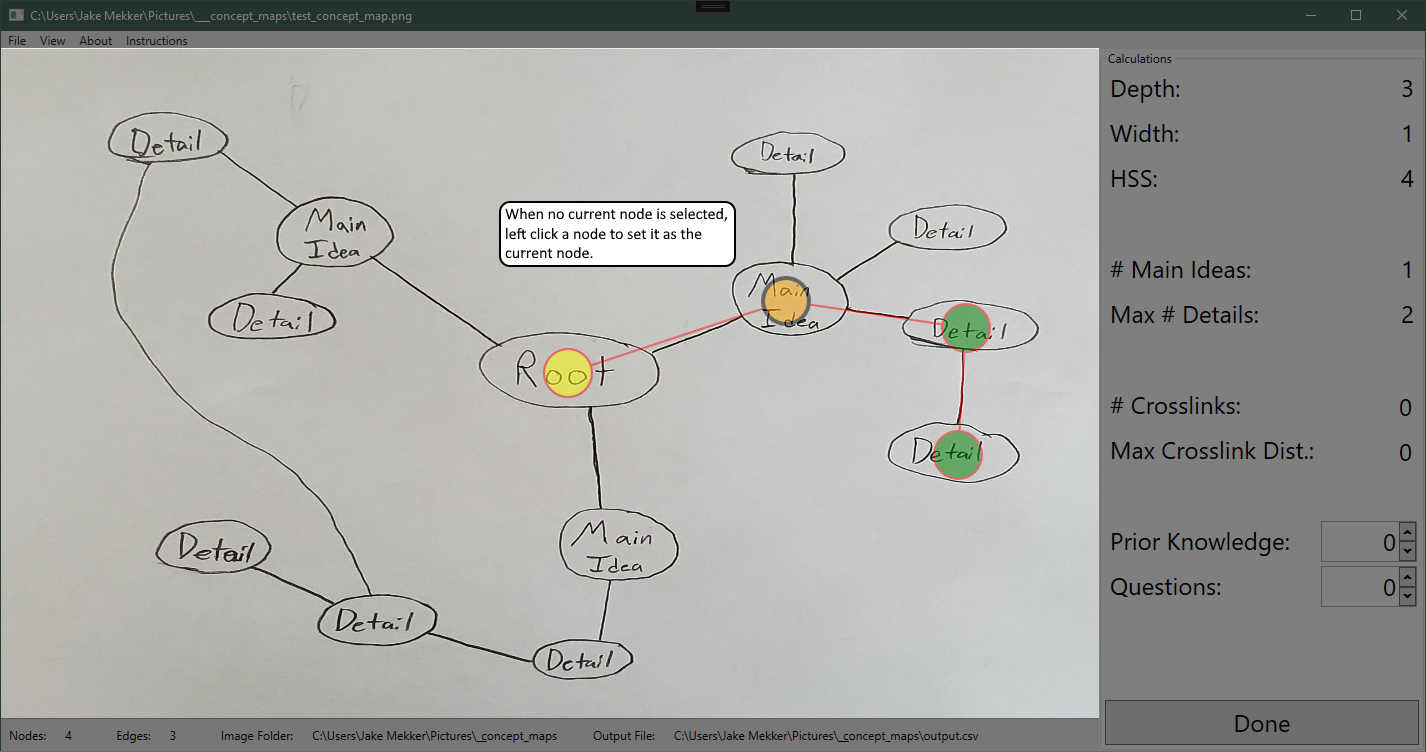 C:\Users\Jake Mekker\Pictures\__concept_maps\test_concept_map.png
File View About Instructions
Detail
Main
Idea
Detail
Detail
Detail
Main
Idea
Detail
Detail
When no current node is selected,
left click a node to set it as the
current node.
Root
Main
Idea
Detail
Detail
Detail
Calculations
Depth: 3
Width: 1
HSS: 4
# Main Ideas: 1
Max # Details: 2
# Crosslinks: 0
Max Crosslink Dist.: 0
Prior Knowledge: 0
Questions: 0
Done
Nodes: 4 Edges: 3 Image Folder: C:\Users\Jake Mekker\Pictures\_concept_maps Output File: C:\Users\Jake Mekker\Pictures\_concept_maps\output.csv